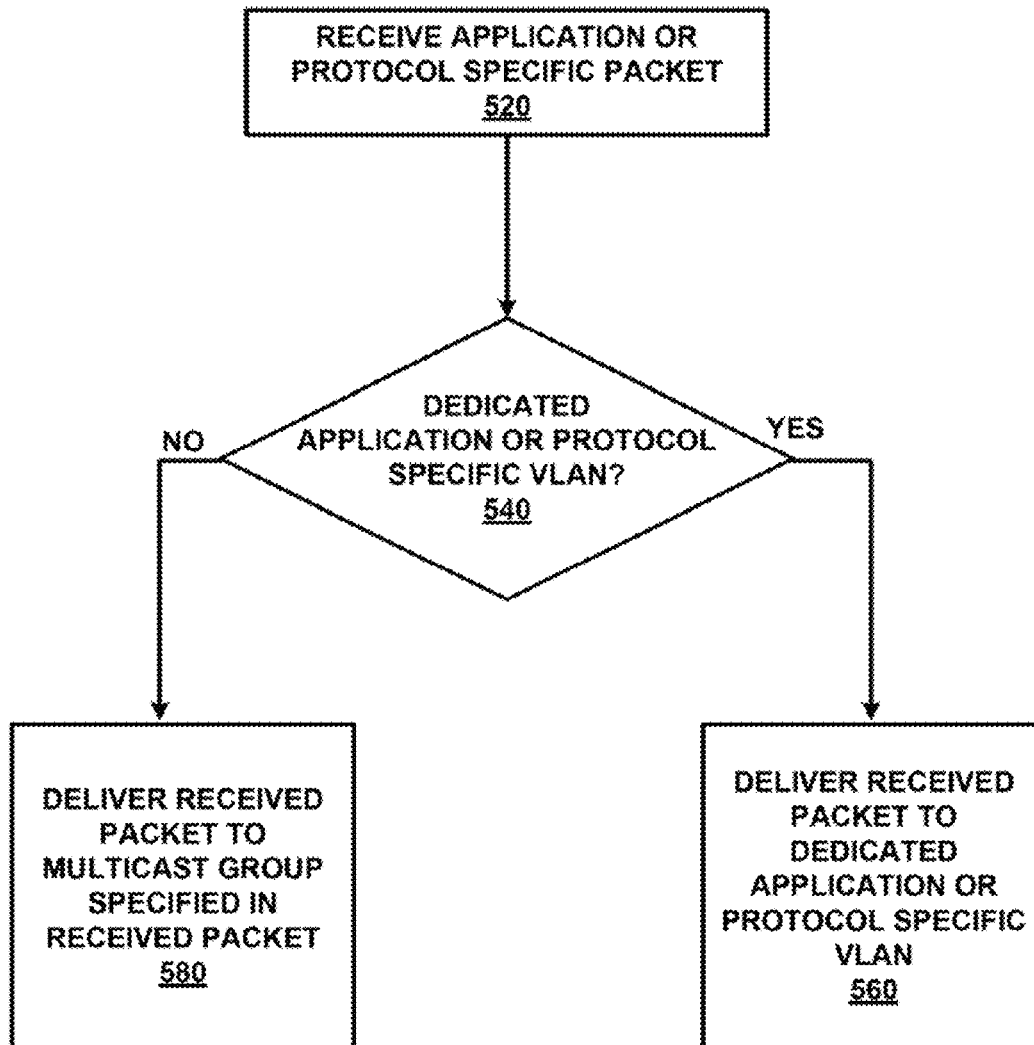 RECEIVE APPLICATION OR
PROTOCOL SPECIFIC PACKET
520
DEDICATED
APPLICATION OR PROTOCOL
SPECIFIC VLAN?
540
NO
YES
DELIVER RECEIVED
PACKET TO
MULTICAST GROUP
SPECIFIED IN
RECEIVED PACKET
580
DELIVER RECEIVED
PACKET TO
DEDICATED
APPLICATION OR
PROTOCOL SPECIFIC
VLAN
560